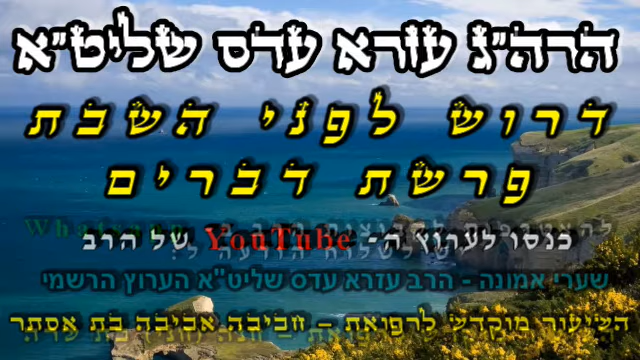 הרה"ג עזרא עדס שליט"א
דרוש לפני השבת
פרשת דברים
כנסו לערוץ ה- YouTube של הרב
שערי אמונה - הרב עזרא עדס שליט"א הערוץ הרשמי
השיעור מוקדש לרפואת – חביבה אביבה בת אסתר